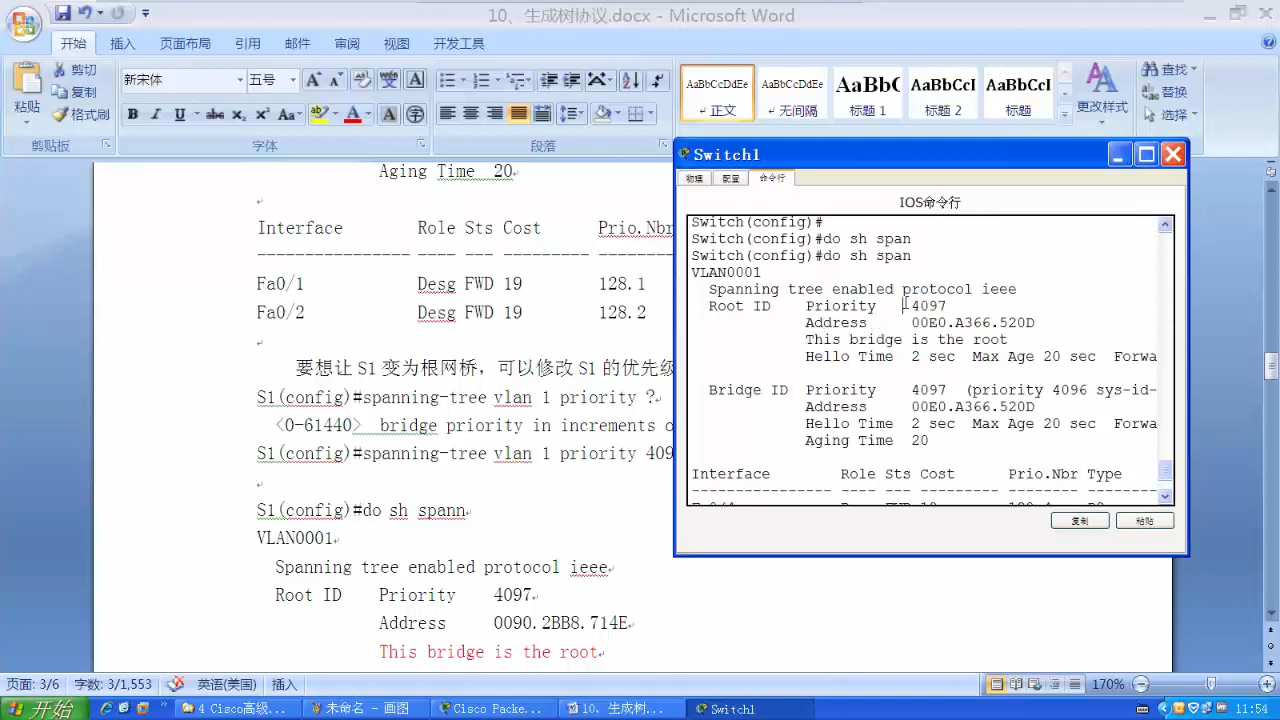 10、生成树协议.docx - Microsoft Word
开始 插入 页面布局 引用 邮件 审阅 视图 开发工具
粘贴 剪切 复制 格式刷
新宋体 五号
AaBbCcDdEe AaBbCcDdEe AaBbC AaBbCcI AaBbCcI
正文 无间隔 标题 1 标题 2 标题
更改样式
查找 替换 选择
剪贴板 字体 段落
Aging Time 20
Interface Role Sts Cost Prio.Nbr
---------------- ---- --- --------- --------
Fa0/1 Desg FWD 19 128.1
Fa0/2 Desg FWD 19 128.2
要想让 S1 变为根网桥，可以修改 S1 的优先级
S1(config)#spanning-tree vlan 1 priority ?
<0-61440> bridge priority in increments o
S1(config)#spanning-tree vlan 1 priority 409
S1(config)#do sh spann
VLAN0001
Spanning tree enabled protocol ieee
Root ID Priority 4097
Address 0090.2BB8.714E
This bridge is the root
Switch1
物理 配置 命令行
IOS命令行
Switch(config)#
Switch(config)#do sh span
Switch(config)#do sh span
VLAN0001
Spanning tree enabled protocol ieee
Root ID Priority 4097
Address 00E0.A366.520D
This bridge is the root
Hello Time 2 sec Max Age 20 sec Forwa
Bridge ID Priority 4097 (priority 4096 sys-id-
Address 00E0.A366.520D
Hello Time 2 sec Max Age 20 sec Forwa
Aging Time 20
Interface Role Sts Cost Prio.Nbr Type
---------------- ---- --- --------- -------- --------
复制 粘贴
页面: 3/6 字数: 3/1,553 英语(美国) 插入 170%
开始 4 Cisco高级... 未命名 - 画图 Cisco Packe... 10、生成树... Switch1 11:54